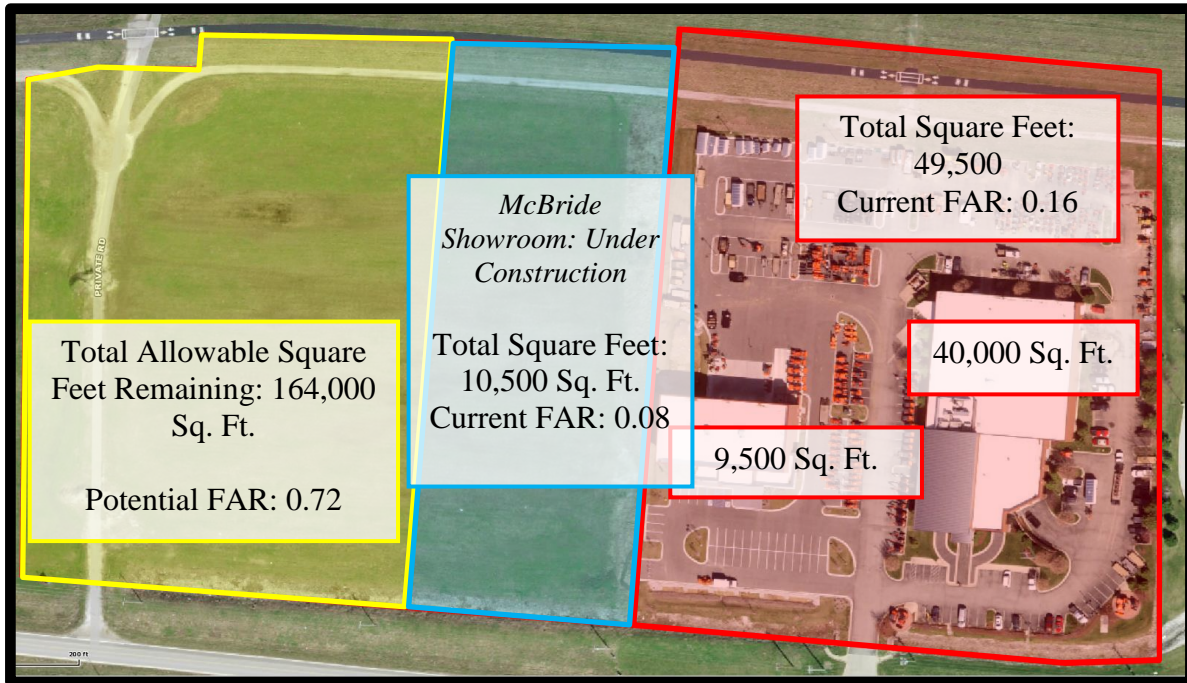 Total Square Feet:
49,500
Current FAR: 0.16
McBride
Showroom: Under
Construction
Total Square Feet:
10,500 Sq. Ft.
Current FAR: 0.08
Total Allowable Square
Feet Remaining: 164,000
Sq. Ft.
Potential FAR: 0.72
40,000 Sq. Ft.
9,500 Sq. Ft.
PRIVATE RD
200 ft